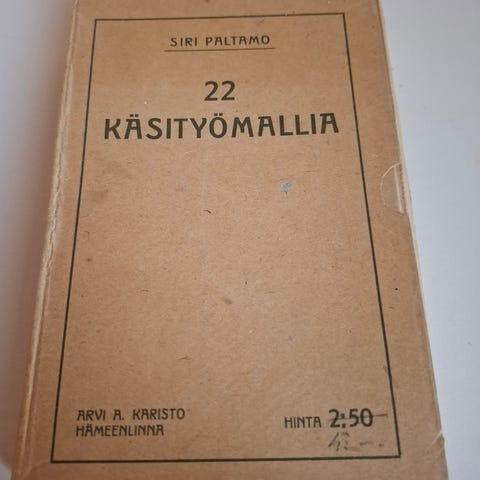 SIRI PALTAMO
22
KÄSITYÖMALLIA
ARVI A. KARISTO
HÄMEENLINNA
HINTA 2:50